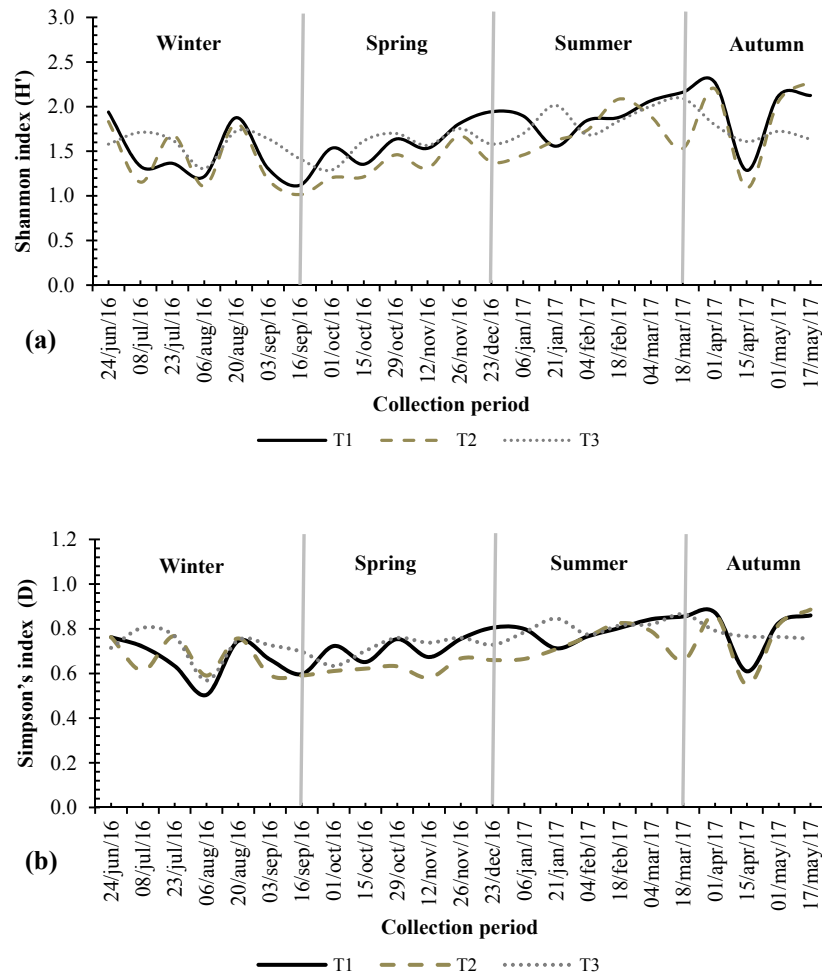 3.0
2.5
2.0
1.5
1.0
0.5
0.0
Shanmon index (H')
Winter Spring Summer Autumn
24/jun/16 08/jul/16 23/jul/16 06/aug/16 20/aug/16 03/sep/16 16/sep/16 01/oct/16 15/oct/16 29/oct/16 12/nov/16 26/nov/16 23/dec/16 06/jan/17 21/jan/17 04/feb/17 18/feb/17 04/mar/17 18/mar/17 01/apr/17 15/apr/17 01/may/17 17/may/17
(a)
Collection period
T1 T2 T3
1.2
1.0
0.8
0.6
0.4
0.2
0.0
Simpson's index (D)
Winter Spring Summer Autumn
24/jun/16 08/jul/16 23/jul/16 06/aug/16 20/aug/16 03/sep/16 16/sep/16 01/oct/16 15/oct/16 29/oct/16 12/nov/16 26/nov/16 23/dec/16 06/jan/17 21/jan/17 04/feb/17 18/feb/17 04/mar/17 18/mar/17 01/apr/17 15/apr/17 01/may/17 17/may/17
(b)
Collection period
T1 T2 T3